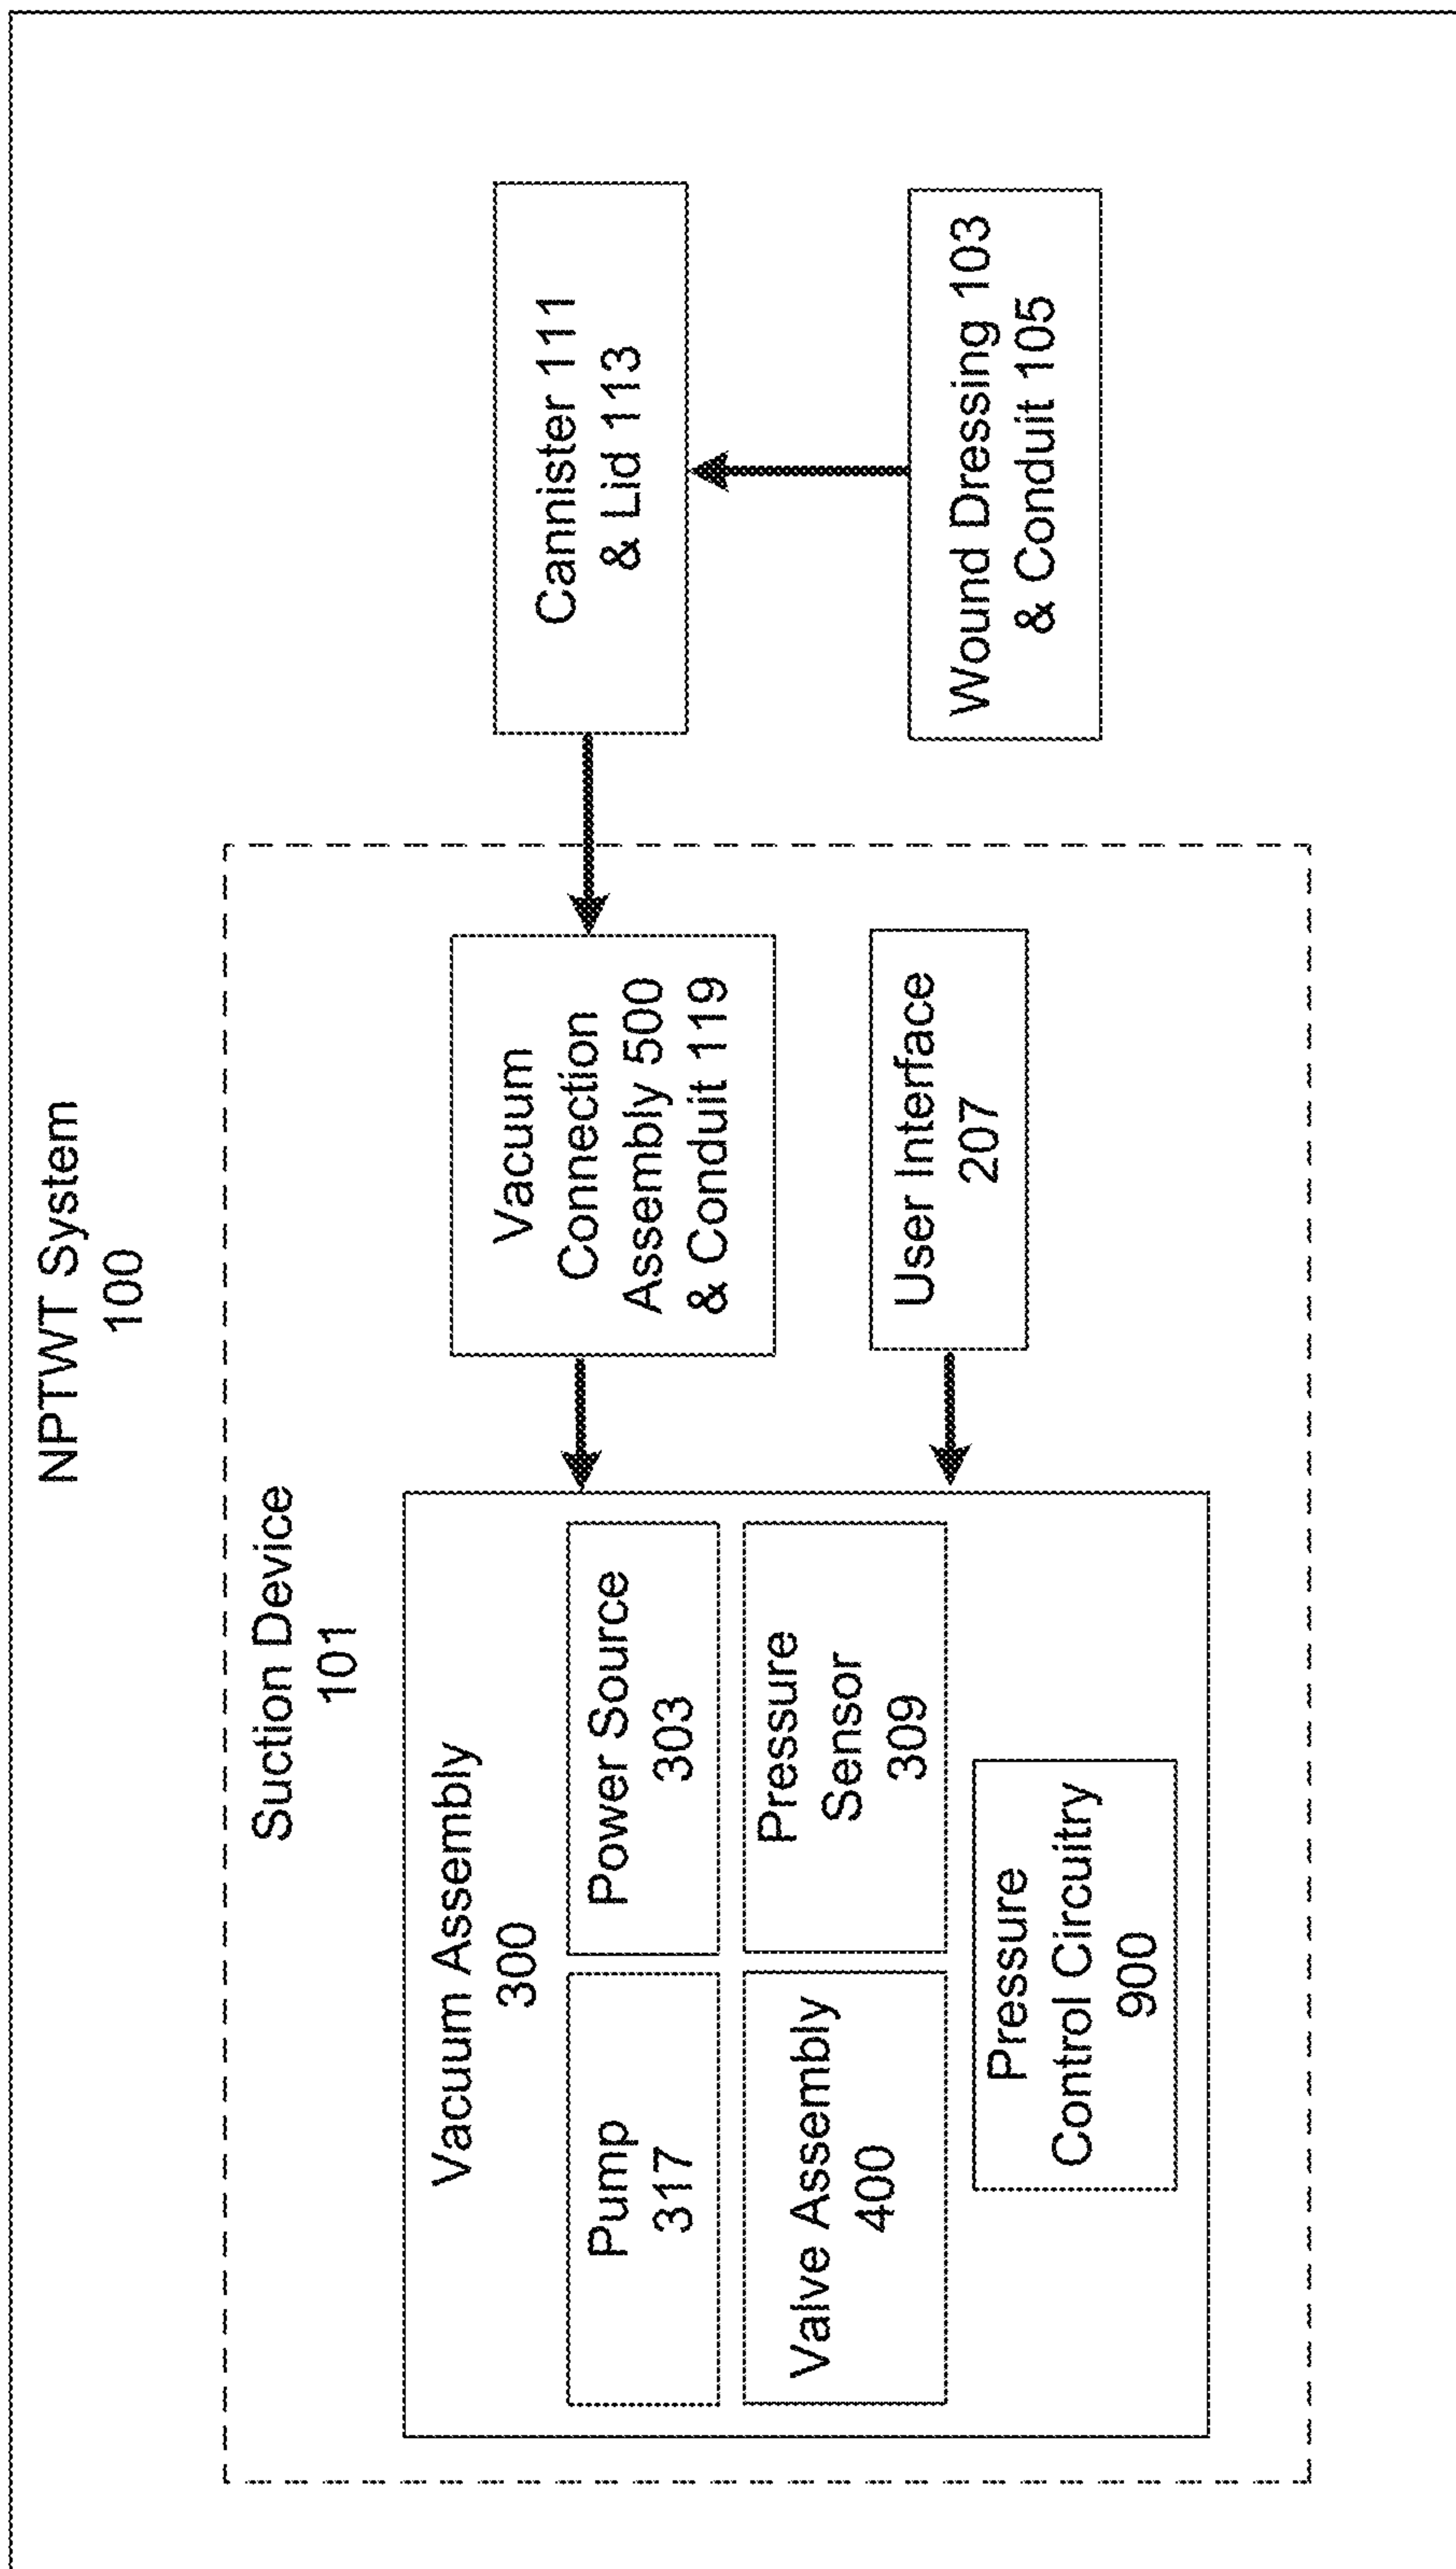 NPTWT System
100
Suction Device
101
Vacuum Assembly
300
Pump
317
Power Source
303
Valve Assembly
400
Pressure
Sensor
309
Pressure
Control Circuitry
900
Vacuum
Connection
Assembly 500
& Conduit 119
User Interface
207
Cannister 111
& Lid 113
Wound Dressing 103
& Conduit 105